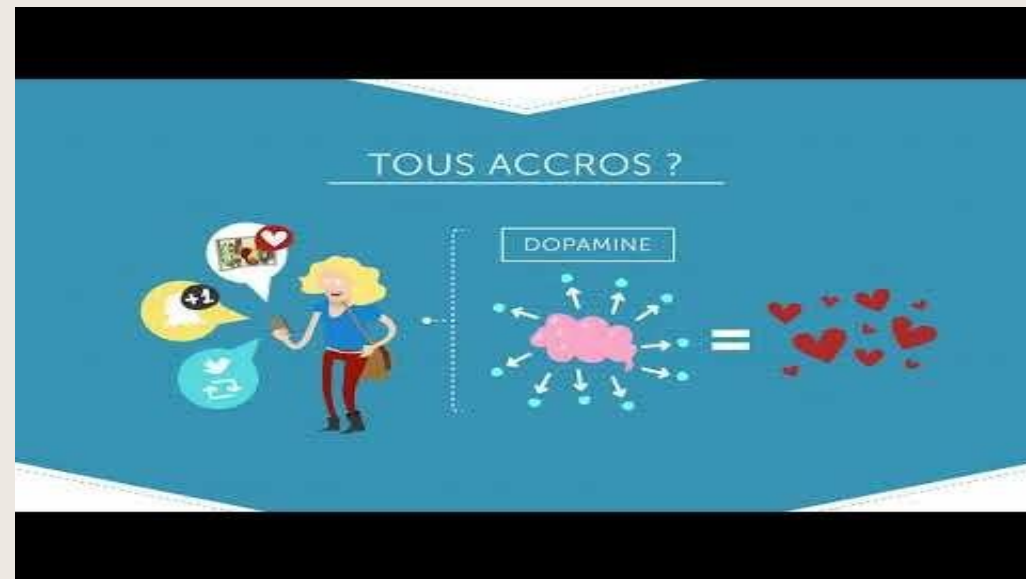 TOUS ACCROS ?
+1
DOPAMINE
=